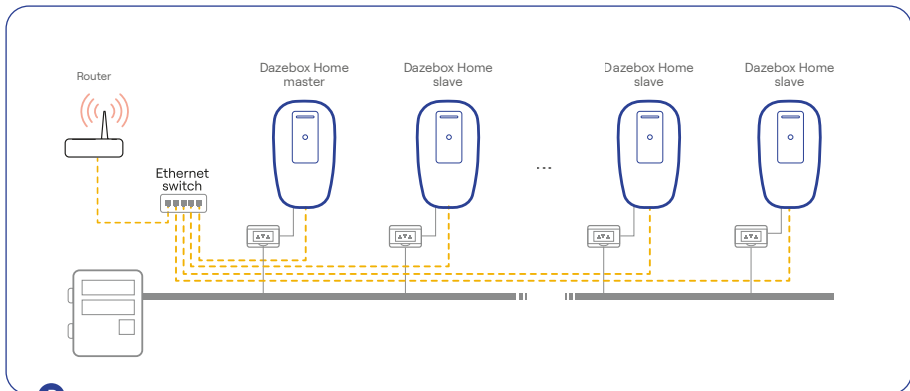 Router
Dazebox Home
master
Dazebox Home
slave
Dazebox Home
slave
Dazebox Home
slave
Ethernet
switch
...